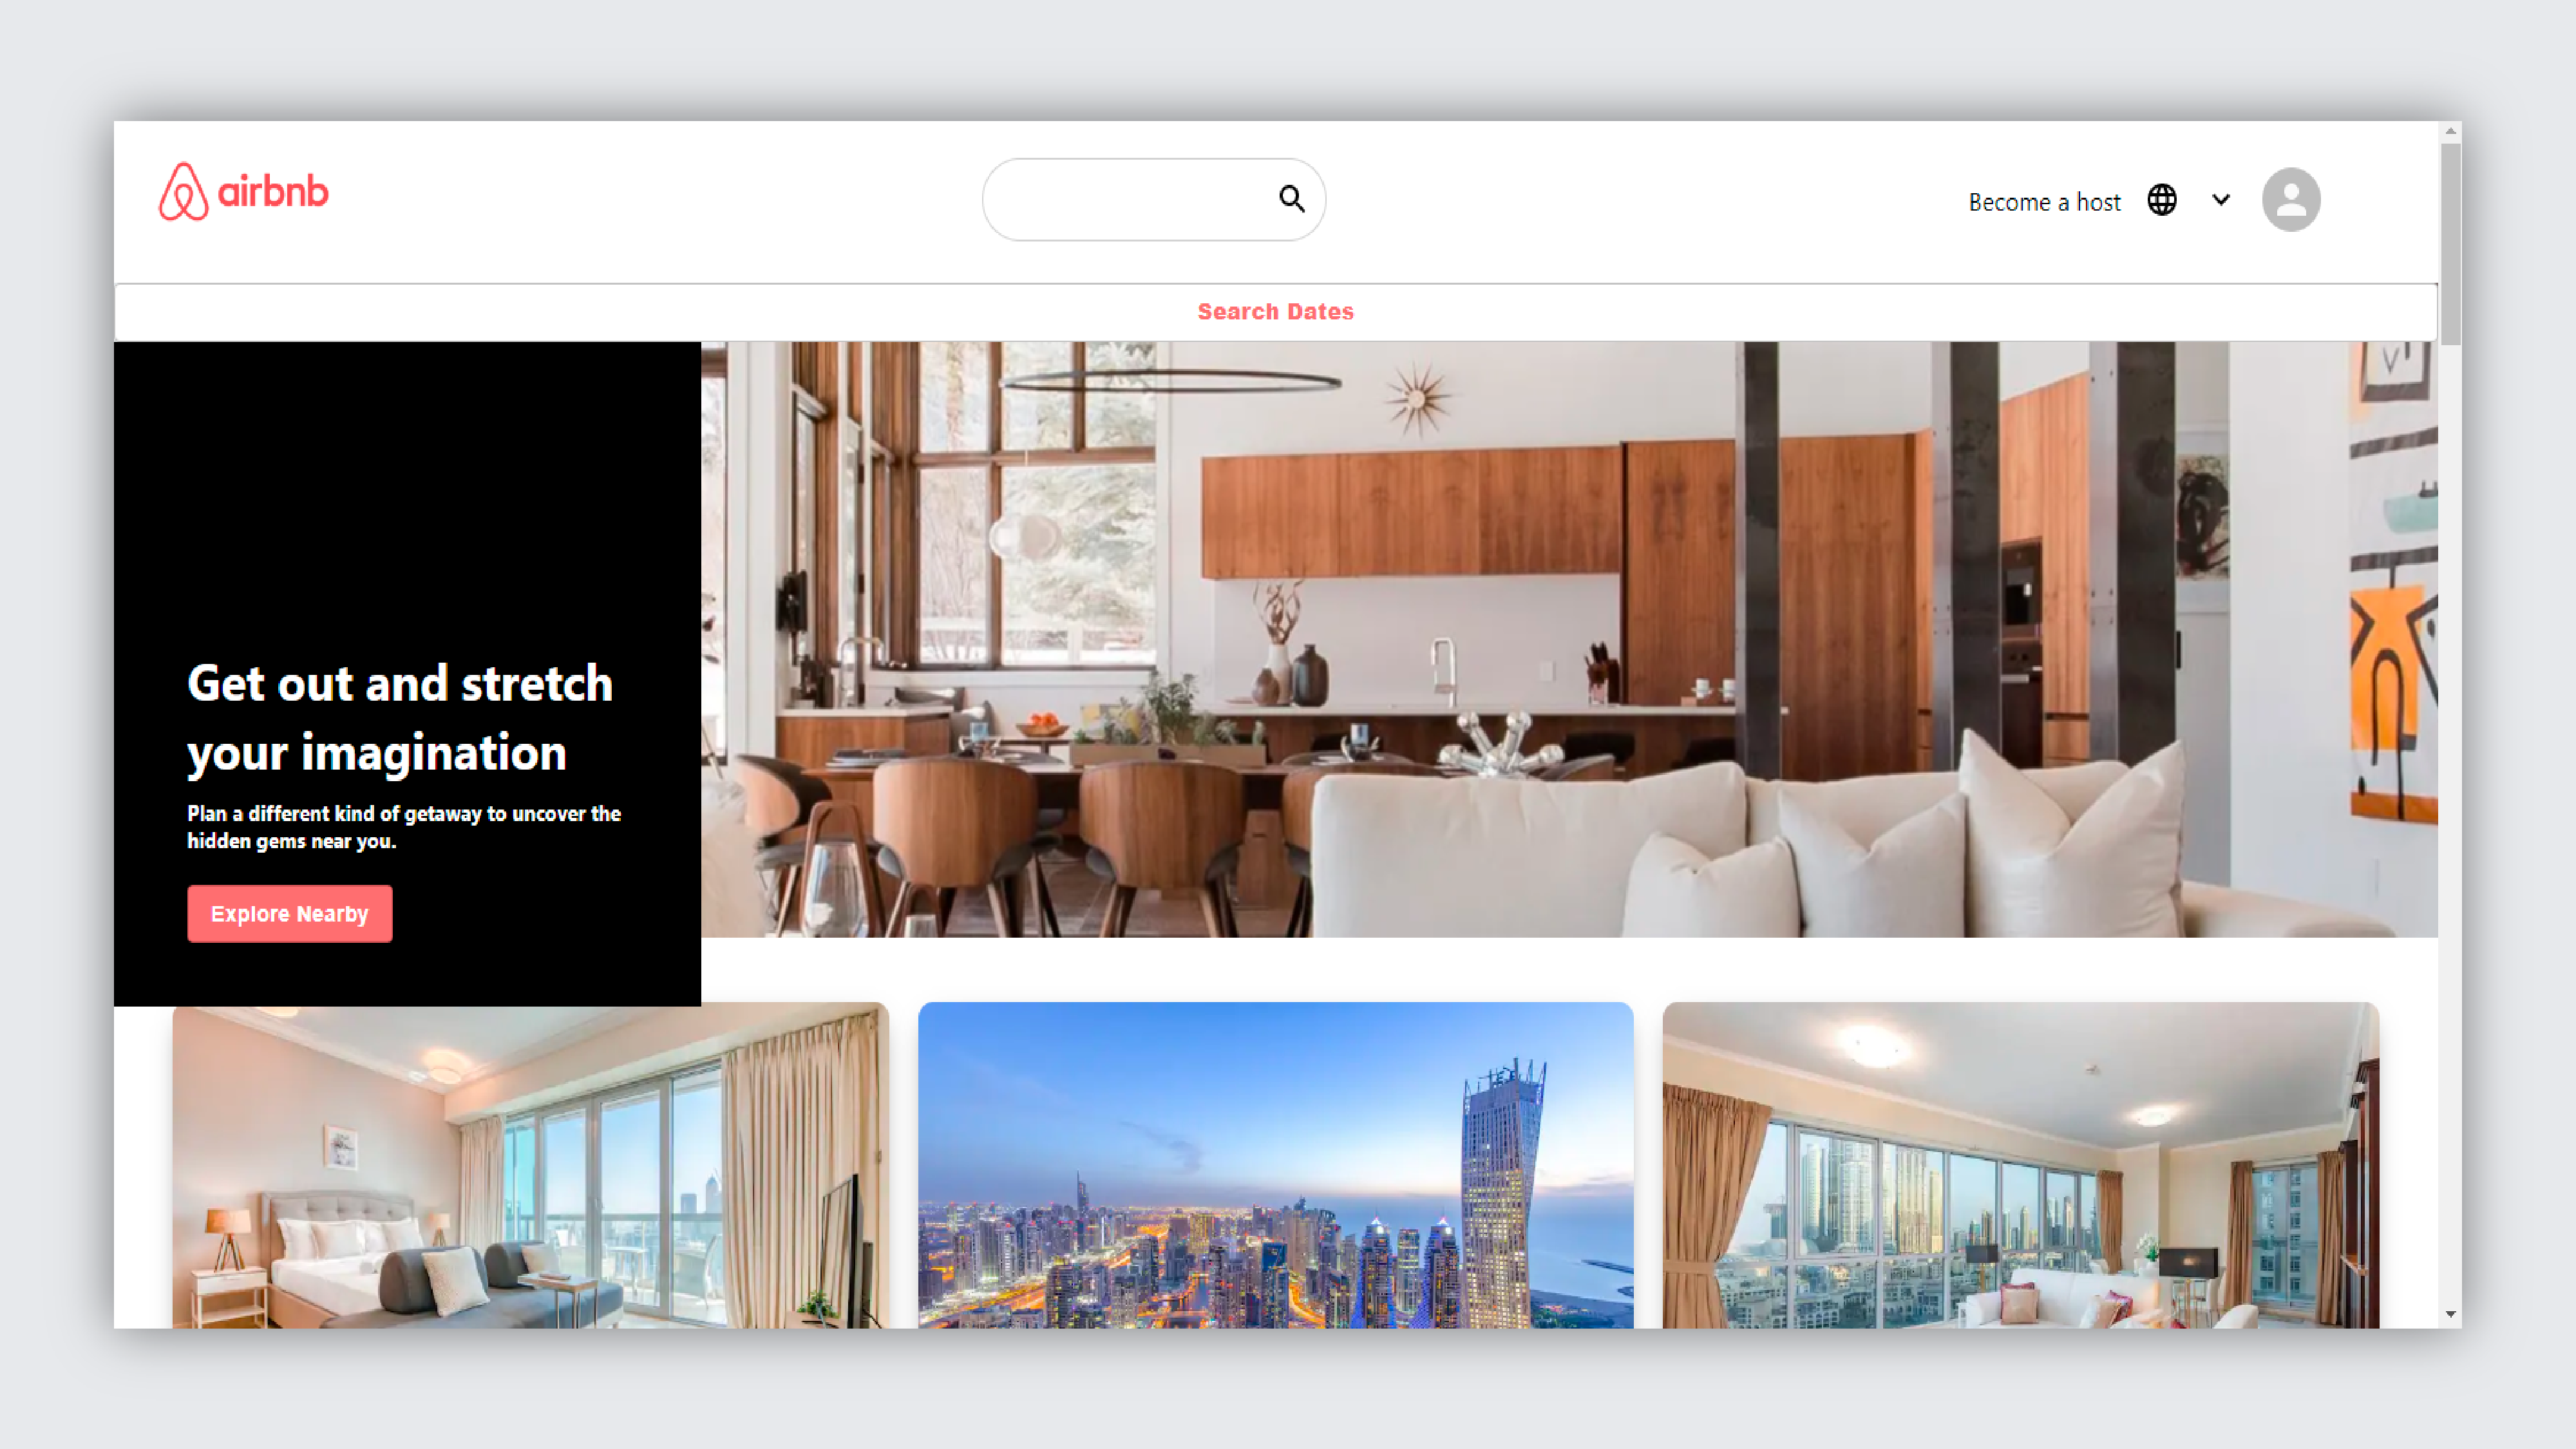 airbnb
Become a host
Search Dates
Get out and stretch
your imagination
Plan a different kind of getaway to uncover the
hidden gems near you.
Explore Nearby